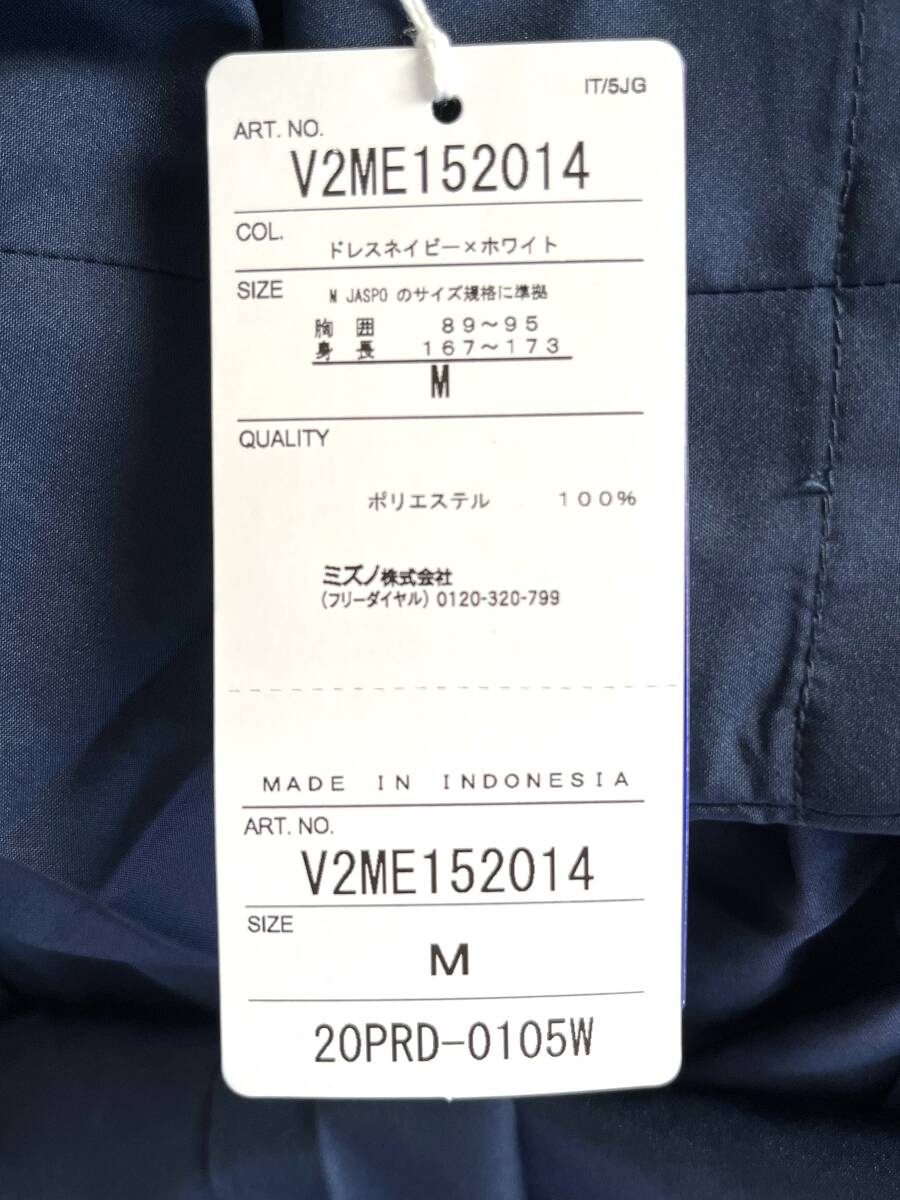 IT/5JG
ART. NO.
V2ME152014
COL.
ドレスネイビー×ホワイト
SIZE
M JASPO のサイズ規格に準拠
胸 囲 89~95
身 長 167~173
M
QUALITY
ポリエステル 100%
ミズノ株式会社
(フリーダイヤル) 0120-320-799
MADE IN INDONESIA
ART. NO.
V2ME152014
SIZE
M
20PRD-0105W